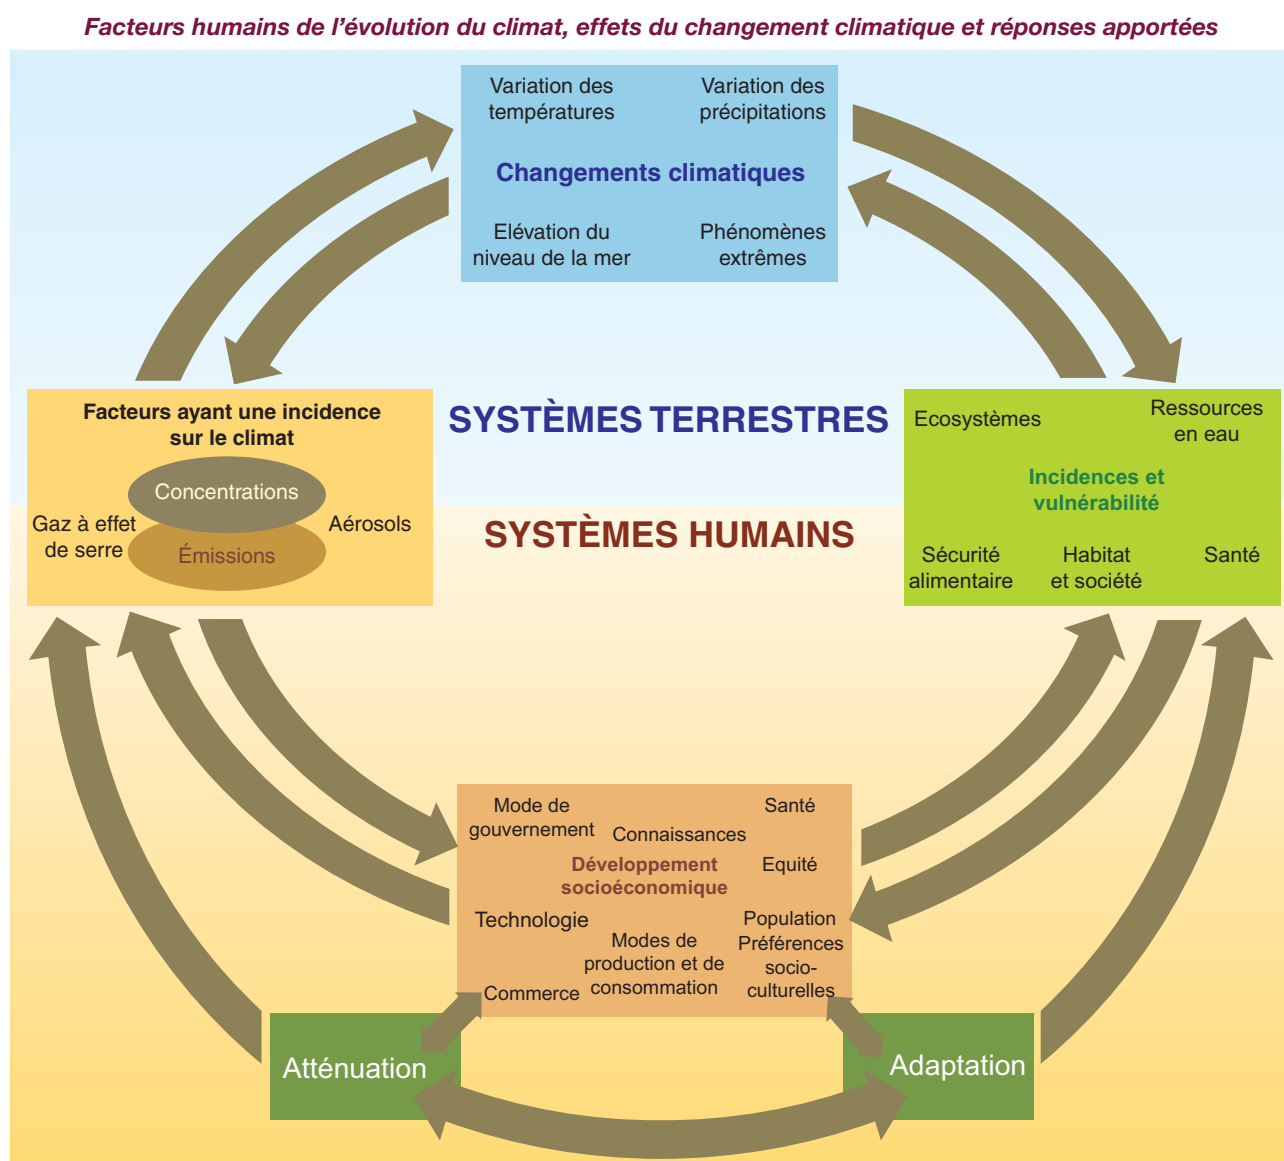 Facteurs humains de l'évolution du climat, effets du changement climatique et réponses apportées
Variation des
températures
Variation des
précipitations
Changements climatiques
Elévation du
niveau de la mer
Phénomènes
extrêmes
Facteurs ayant une incidence
sur le climat
Concentrations
Gaz à effet
de serre
Aérosols
Émissions
SYSTÈMES TERRESTRES
SYSTÈMES HUMAINS
Ecosystèmes
Ressources
en eau
Incidences et
vulnérabilité
Sécurité
alimentaire
Habitat
et société
Santé
Mode de
gouvernement
Connaissances
Santé
Développement
socioéconomique
Equité
Technologie
Modes de
production et de
consommation
Population
Préférences
socio-
culturelles
Commerce
Atténuation
Adaptation